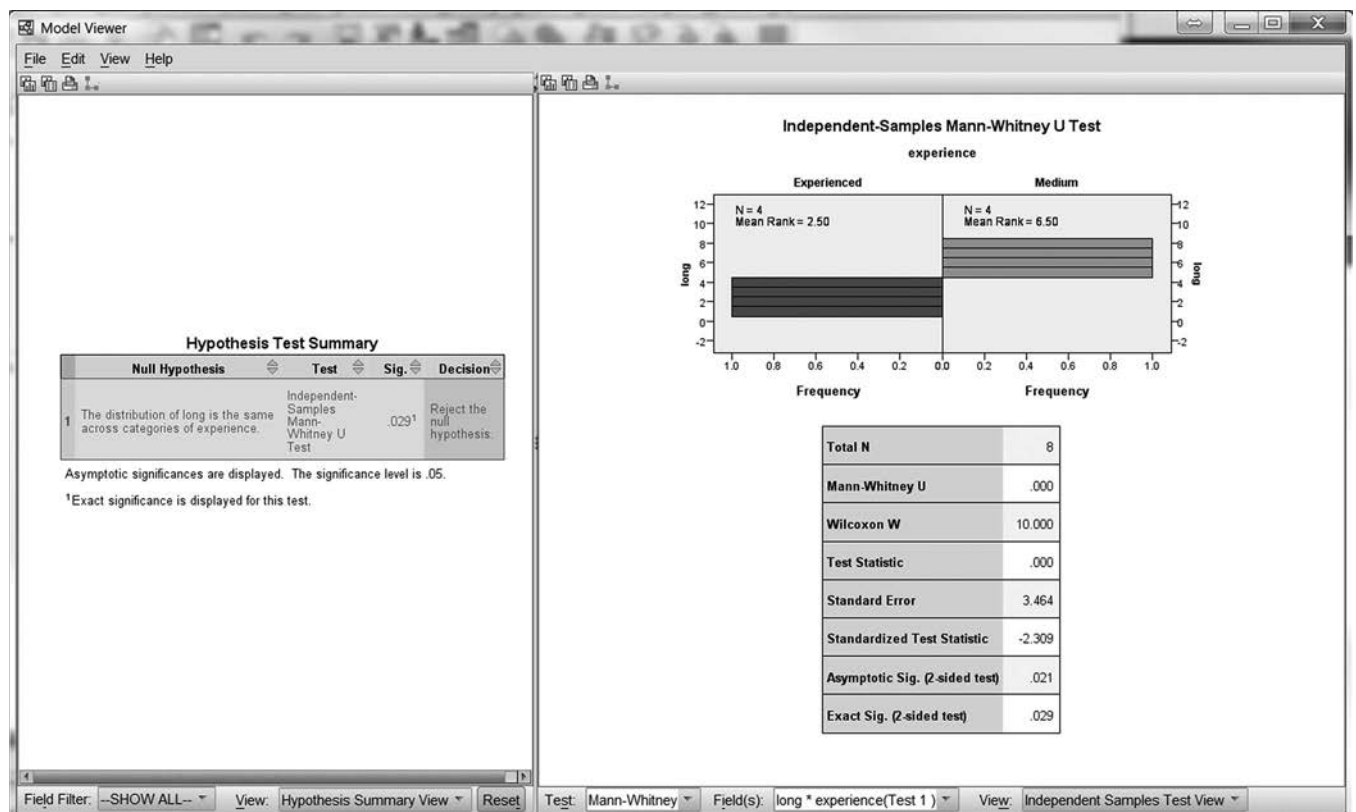 Model Viewer
File Edit View Help
Hypothesis Test Summary
Null Hypothesis Test Sig. Decision
1 The distribution of long is the same across categories of experience. Independent-Samples Mann-Whitney U Test .029¹ Reject the null hypothesis.
Asymptotic significances are displayed. The significance level is .05.
¹Exact significance is displayed for this test.
Field Filter: --SHOW ALL-- View: Hypothesis Summary View Reset
Independent-Samples Mann-Whitney U Test
experience
Experienced Medium
N = 4
Mean Rank = 2.50
N = 4
Mean Rank = 6.50
long
12
10
8
6
4
2
0
-2
12
10
8
6
4
2
0
-2
long
1.0 0.8 0.6 0.4 0.2 0.0 0.2 0.4 0.6 0.8 1.0
Frequency Frequency
Total N 8
Mann-Whitney U .000
Wilcoxon W 10.000
Test Statistic .000
Standard Error 3.464
Standardized Test Statistic -2.309
Asymptotic Sig. (2-sided test) .021
Exact Sig. (2-sided test) .029
Test: Mann-Whitney Field(s): long * experience(Test 1 ) View: Independent Samples Test View